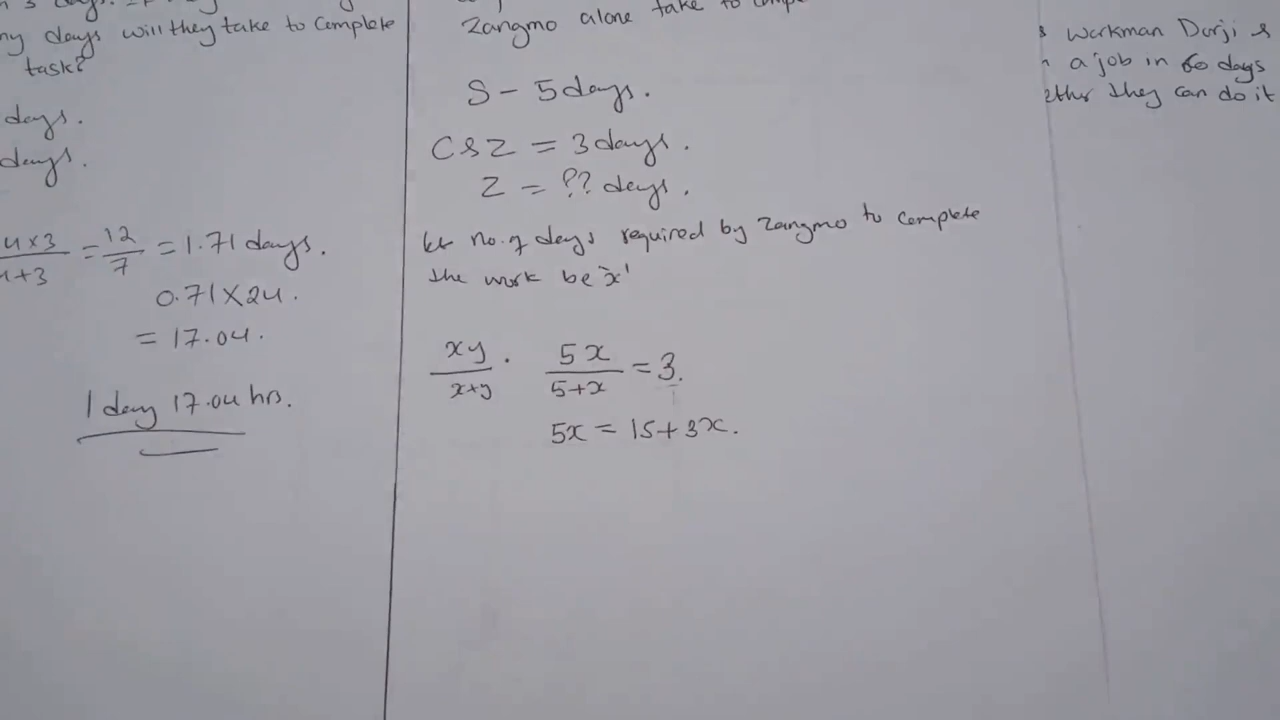 3 days.
ny days will they take to complete
task?
days.
days.
4x3/4+3 = 12/7 = 1.71 days.
0.71 X 24.
= 17.04.
1 day 17.04 hrs.
Zangmo alone take to
S - 5 days.
C & Z = 3 days.
Z = ?? days.
let no. of days required by Zangmo to complete
the work be 'x'
xy/x+y . 5x/5+x = 3.
5x = 15 + 3x.
workman Dorji &
a job in 60 days
ether they can do it